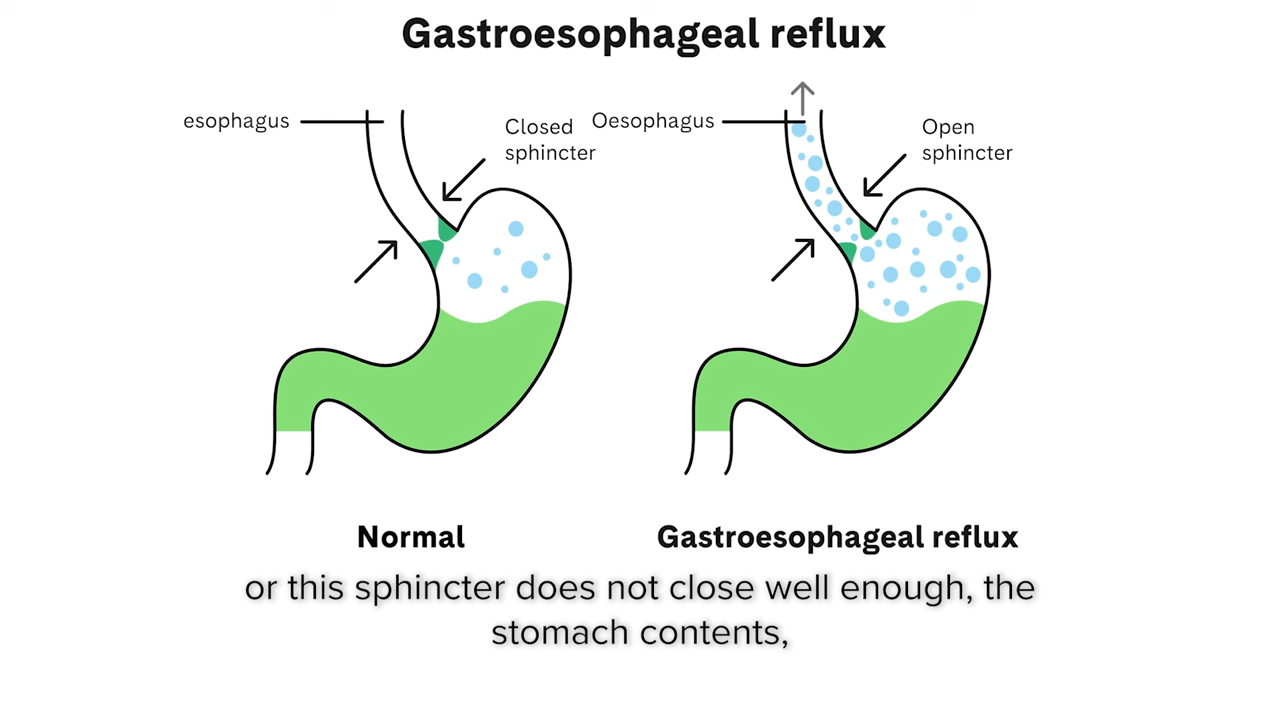 Gastroesophageal reflux
esophagus
Closed
sphincter
Oesophagus
Open
sphincter
Normal
Gastroesophageal reflux
or this sphincter does not close well enough, the
stomach contents,